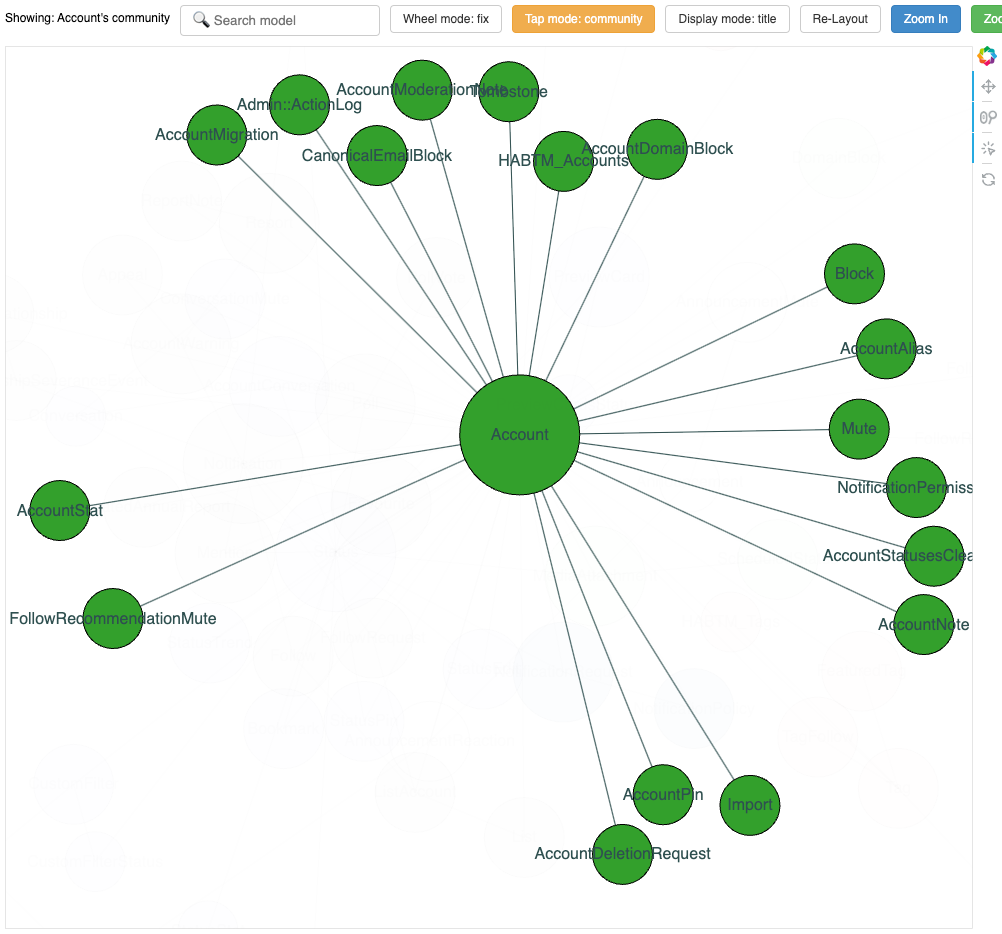 Showing: Account's community
Search model
Wheel mode: fix
Tap mode: community
Display mode: title
Re-Layout
Zoom In
Zoo
AccountModerationNote
Tombstone
Admin::ActionLog
AccountMigration
CanonicalEmailBlock
HABTM_Accounts
AccountDomainBlock
Block
AccountAlias
Mute
Account
NotificationPermiss
AccountStat
AccountStatusesClea
FollowRecommendationMute
AccountNote
AccountPin
Import
AccountDeletionRequest